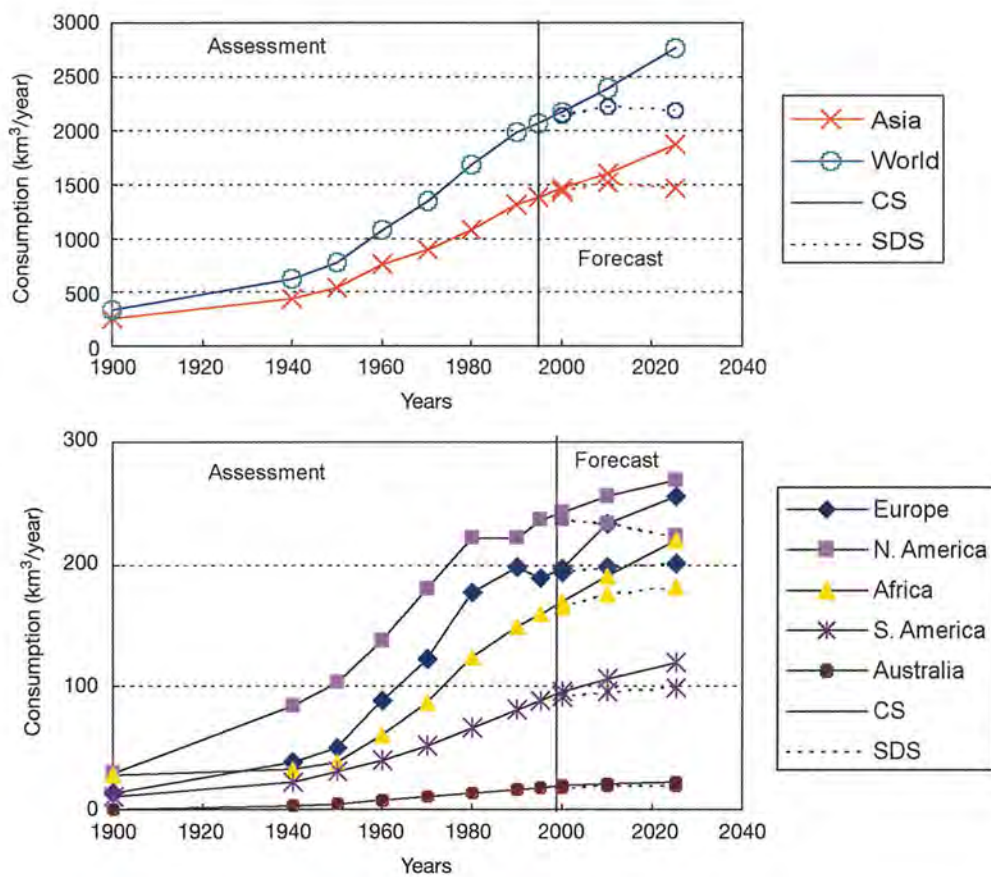 3000
2500
2000
1500
1000
500
0
Consumption (km³/year)
Assessment
Forecast
1900 1920 1940 1960 1980 2000 2020 2040
Years
Asia
World
CS
SDS
300
200
100
0
Consumption (km³/year)
Assessment
Forecast
1900 1920 1940 1960 1980 2000 2020 2040
Years
Europe
N. America
Africa
S. America
Australia
CS
SDS